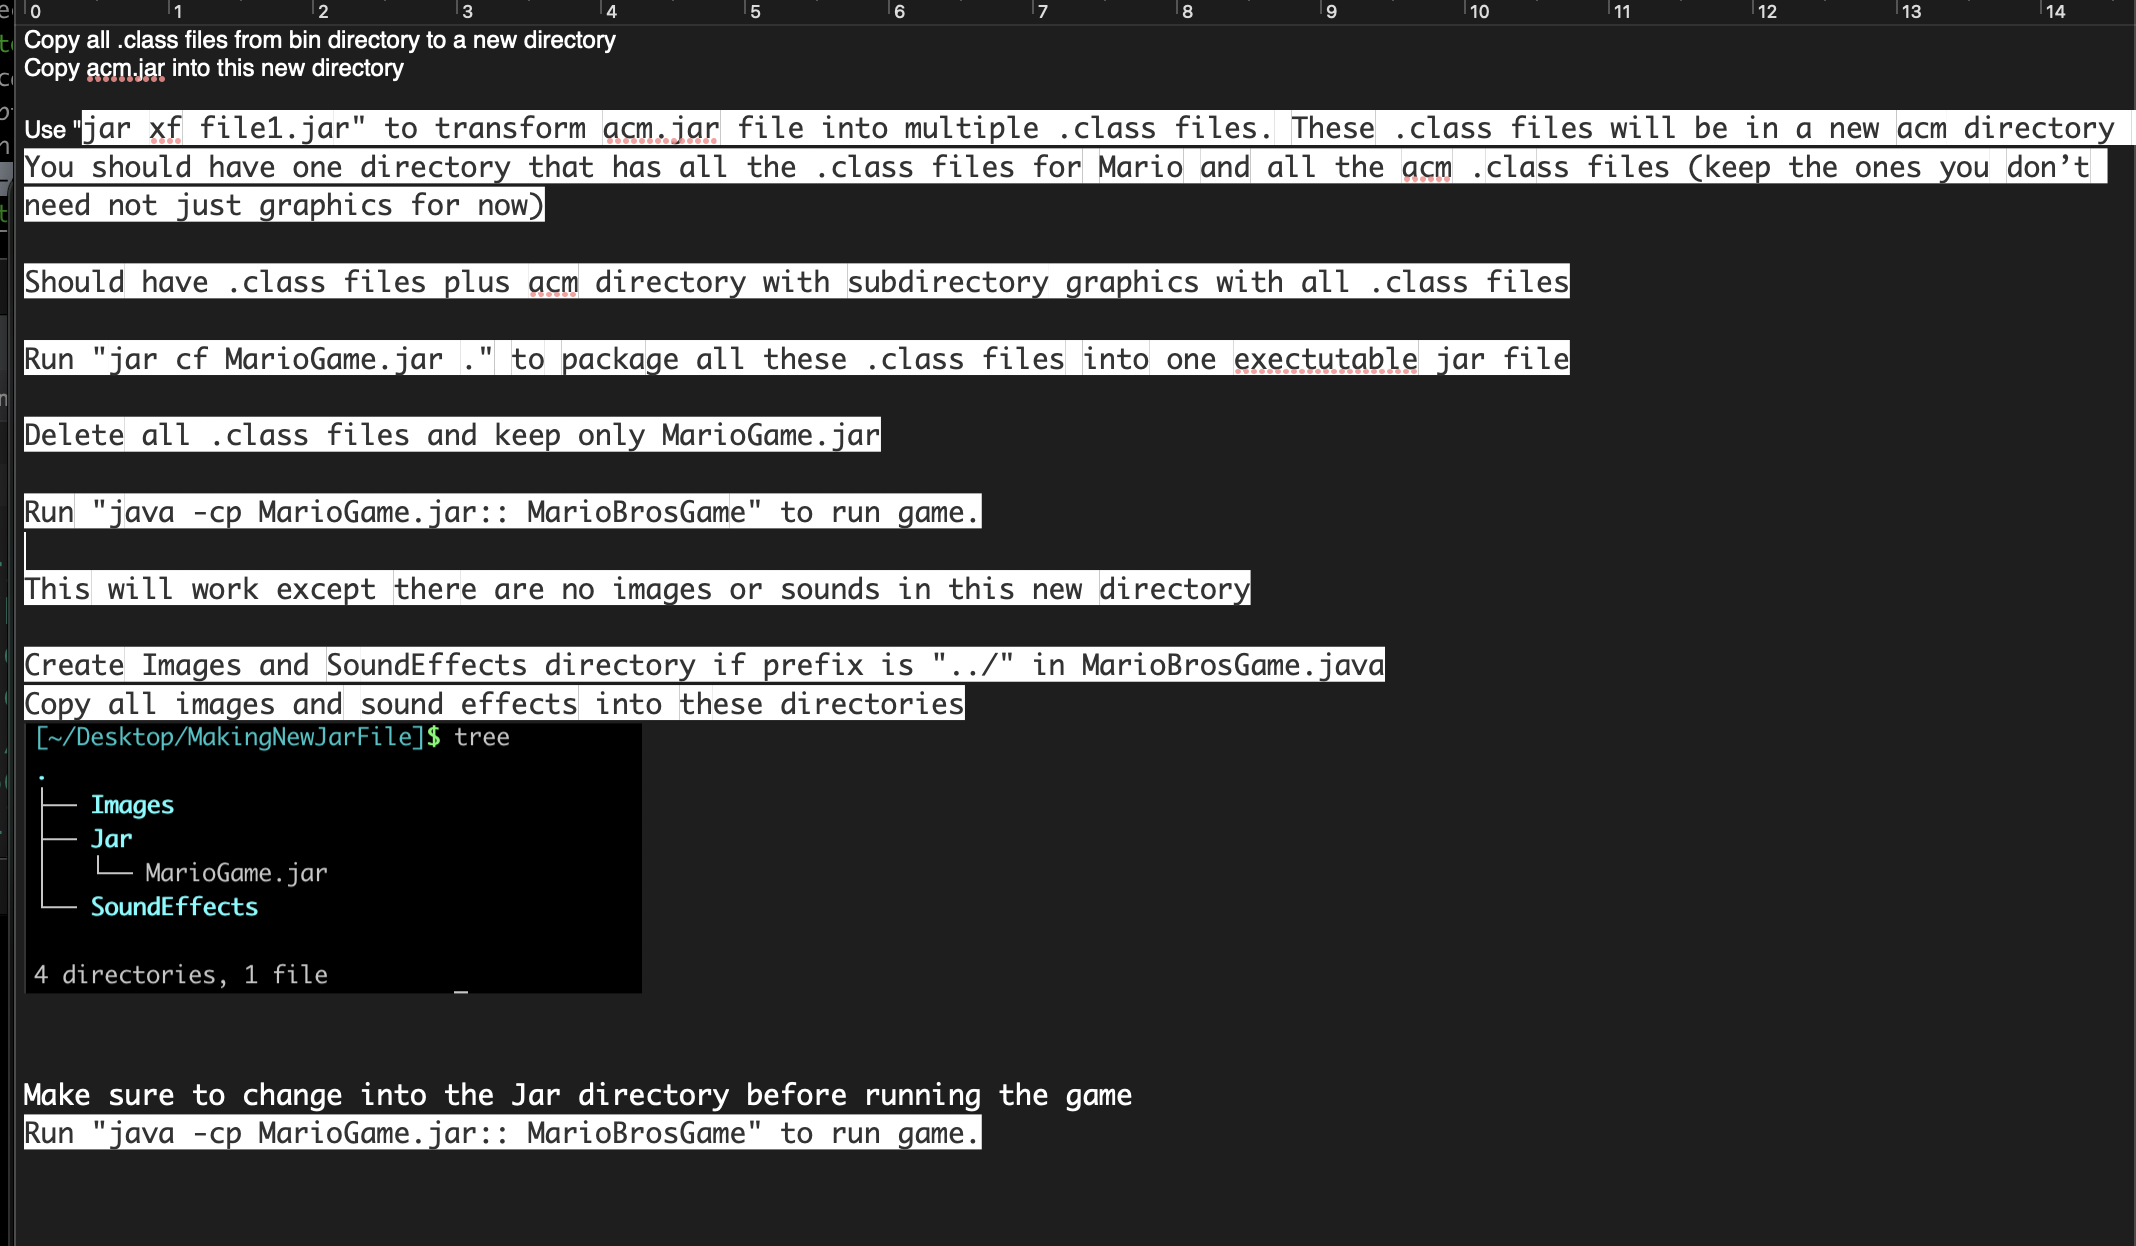 0 1 2 3 4 5 6 7 8 9 10 11 12 13 14
Copy all .class files from bin directory to a new directory
Copy acm.jar into this new directory
Use "jar xf file1.jar" to transform acm.jar file into multiple .class files. These .class files will be in a new acm directory
You should have one directory that has all the .class files for Mario and all the acm .class files (keep the ones you don’t
need not just graphics for now)
Should have .class files plus acm directory with subdirectory graphics with all .class files
Run "jar cf MarioGame.jar ." to package all these .class files into one exectutable jar file
Delete all .class files and keep only MarioGame.jar
Run "java -cp MarioGame.jar:: MarioBrosGame" to run game.
This will work except there are no images or sounds in this new directory
Create Images and SoundEffects directory if prefix is "../" in MarioBrosGame.java
Copy all images and sound effects into these directories
[~/Desktop/MakingNewJarFile]$ tree
.
├── Images
├── Jar
│   └── MarioGame.jar
└── SoundEffects
4 directories, 1 file
Make sure to change into the Jar directory before running the game
Run "java -cp MarioGame.jar:: MarioBrosGame" to run game.